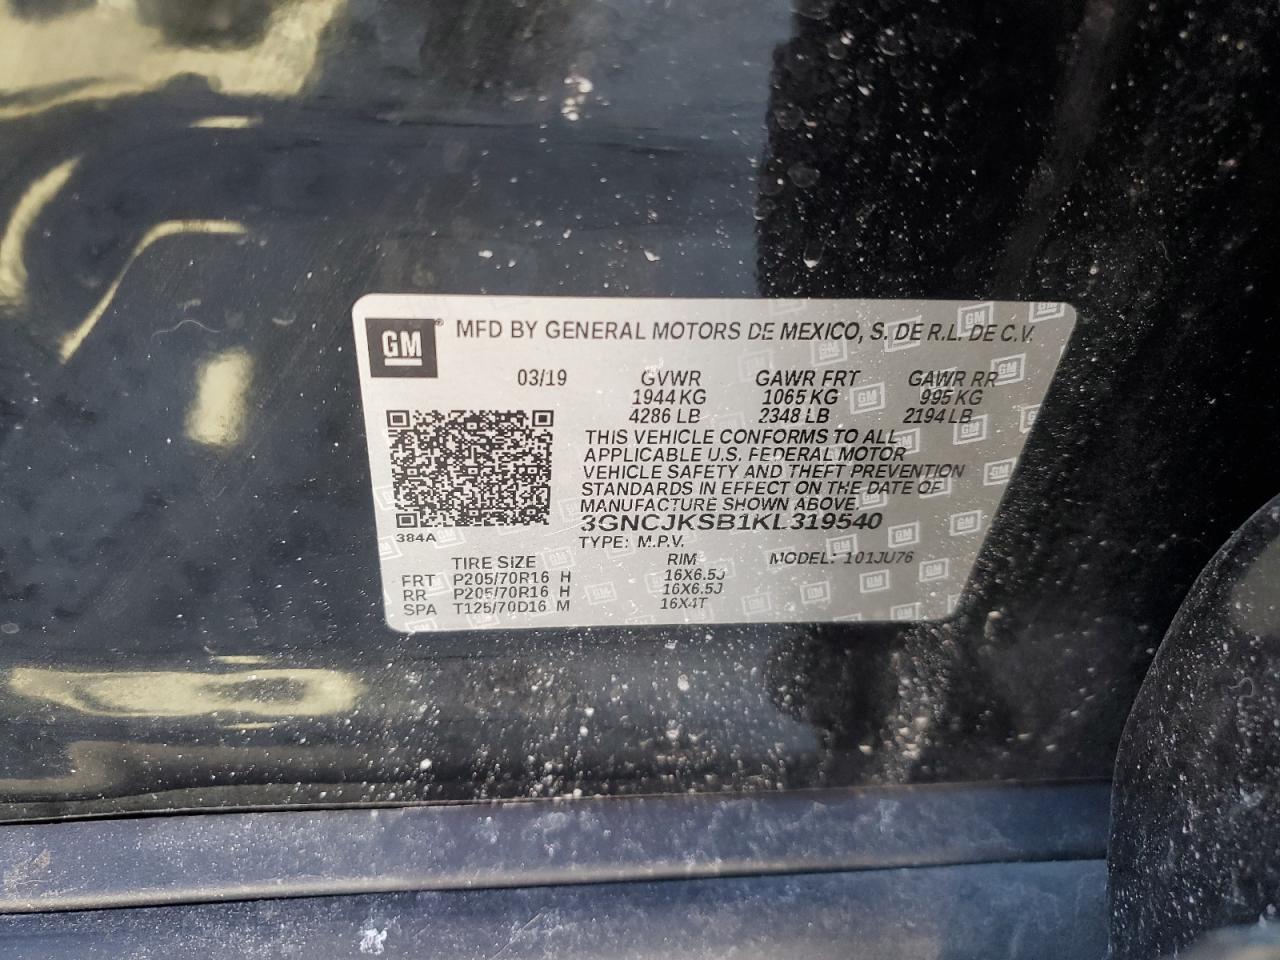 GM® MFD BY GENERAL MOTORS DE MEXICO, S. DE R.L. DE C.V.
03/19 GVWR GAWR FRT GAWR RR
1944 KG 1065 KG 995 KG
4286 LB 2348 LB 2194 LB
THIS VEHICLE CONFORMS TO ALL
APPLICABLE U.S. FEDERAL MOTOR
VEHICLE SAFETY AND THEFT PREVENTION
STANDARDS IN EFFECT ON THE DATE OF
MANUFACTURE SHOWN ABOVE.
3GNCJKSB1KL319540
384A TYPE: M.P.V.
TIRE SIZE RIM MODEL: 101JU76
FRT P205/70R16 H 16X6.5J
RR P205/70R16 H 16X6.5J
SPA T125/70D16 M 16X4T